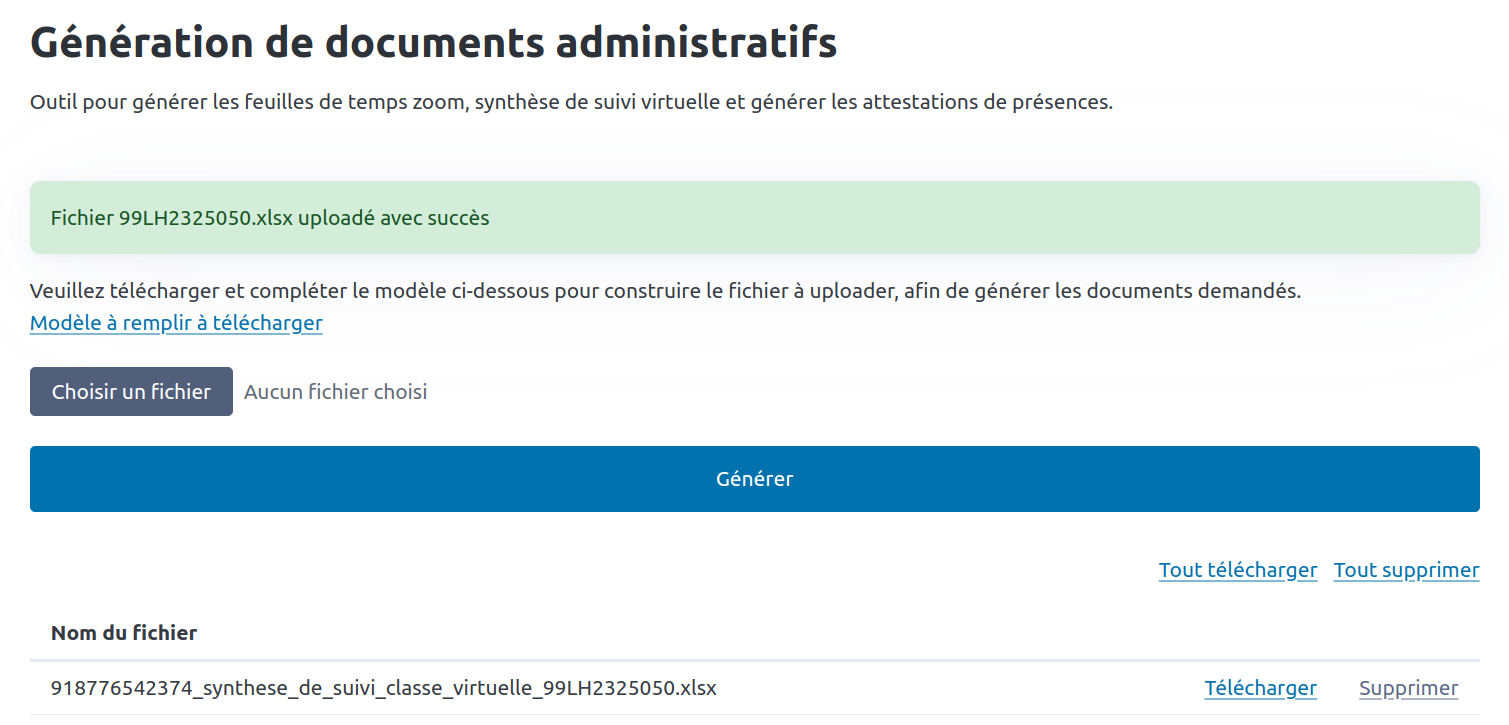 Génération de documents administratifs
Outil pour générer les feuilles de temps zoom, synthèse de suivi virtuelle et générer les attestations de présences.
Fichier 99LH2325050.xlsx uploadé avec succès
Veuillez télécharger et compléter le modèle ci-dessous pour construire le fichier à uploader, afin de générer les documents demandés.
Modèle à remplir à télécharger
Choisir un fichier Aucun fichier choisi
Générer
Tout télécharger Tout supprimer
Nom du fichier
918776542374_synthese_de_suivi_classe_virtuelle_99LH2325050.xlsx Télécharger Supprimer